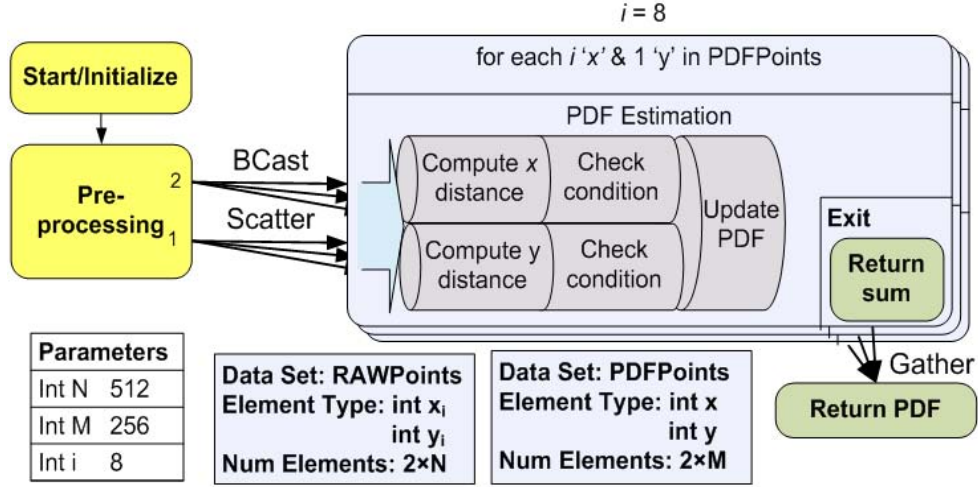 i = 8
Start/Initialize
Pre-
processing
2
1
BCast
Scatter
for each i ‘x’ & 1 ‘y’ in PDFPoints
PDF Estimation
Compute x
distance
Check
condition
Compute y
distance
Check
condition
Update
PDF
Exit
Return
sum
Gather
Return PDF
Parameters
Int N 512
Int M 256
Int i 8
Data Set: RAWPoints
Element Type: int xᵢ
int yᵢ
Num Elements: 2×N
Data Set: PDFPoints
Element Type: int x
int y
Num Elements: 2×M